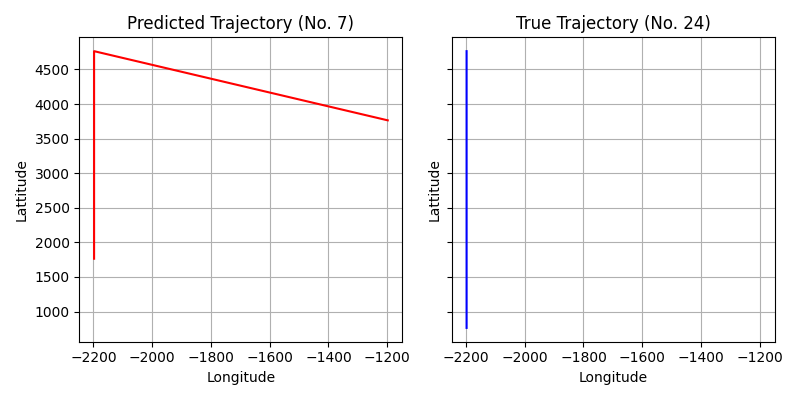 Predicted Trajectory (No. 7)
True Trajectory (No. 24)
Lattitude
4500
4000
3500
3000
2500
2000
1500
1000
−2200 −2000 −1800 −1600 −1400 −1200
Longitude
Lattitude
−2200 −2000 −1800 −1600 −1400 −1200
Longitude